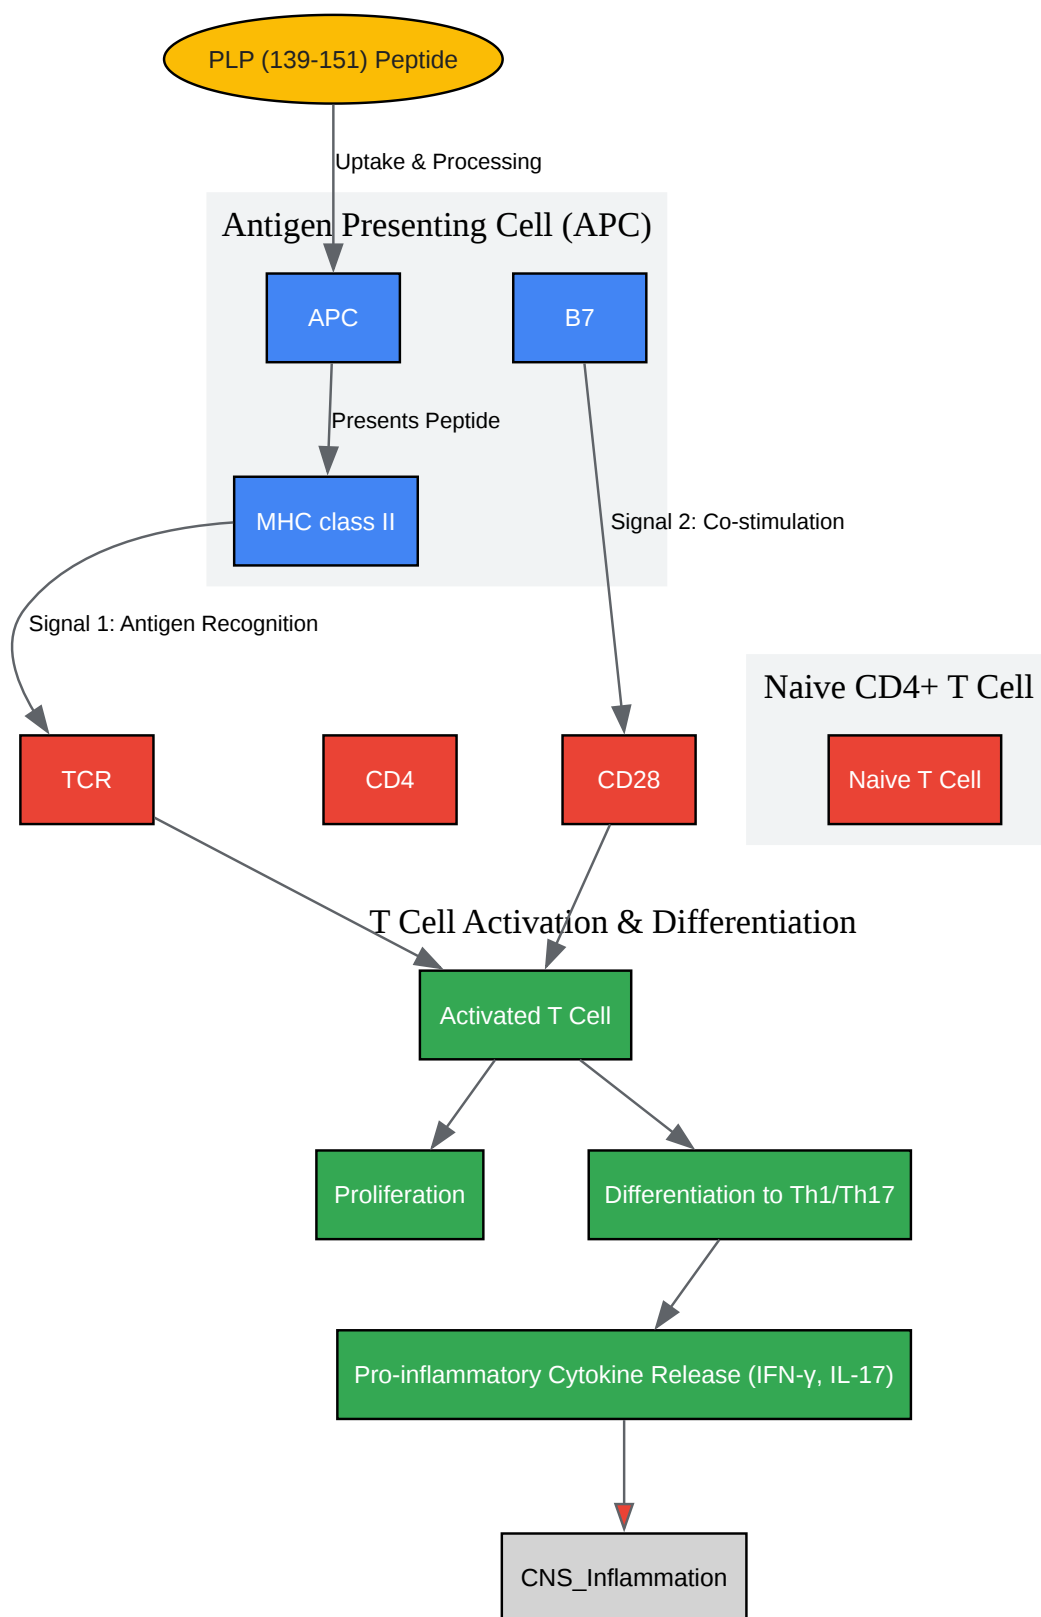 PLP (139-151) Peptide
Uptake & Processing
Antigen Presenting Cell (APC)
APC
B7
Presents Peptide
MHC class II
Signal 2: Co-stimulation
Signal 1: Antigen Recognition
Naive CD4+ T Cell
TCR
CD4
CD28
Naive T Cell
T Cell Activation & Differentiation
Activated T Cell
Proliferation
Differentiation to Th1/Th17
Pro-inflammatory Cytokine Release (IFN-γ, IL-17)
CNS_Inflammation